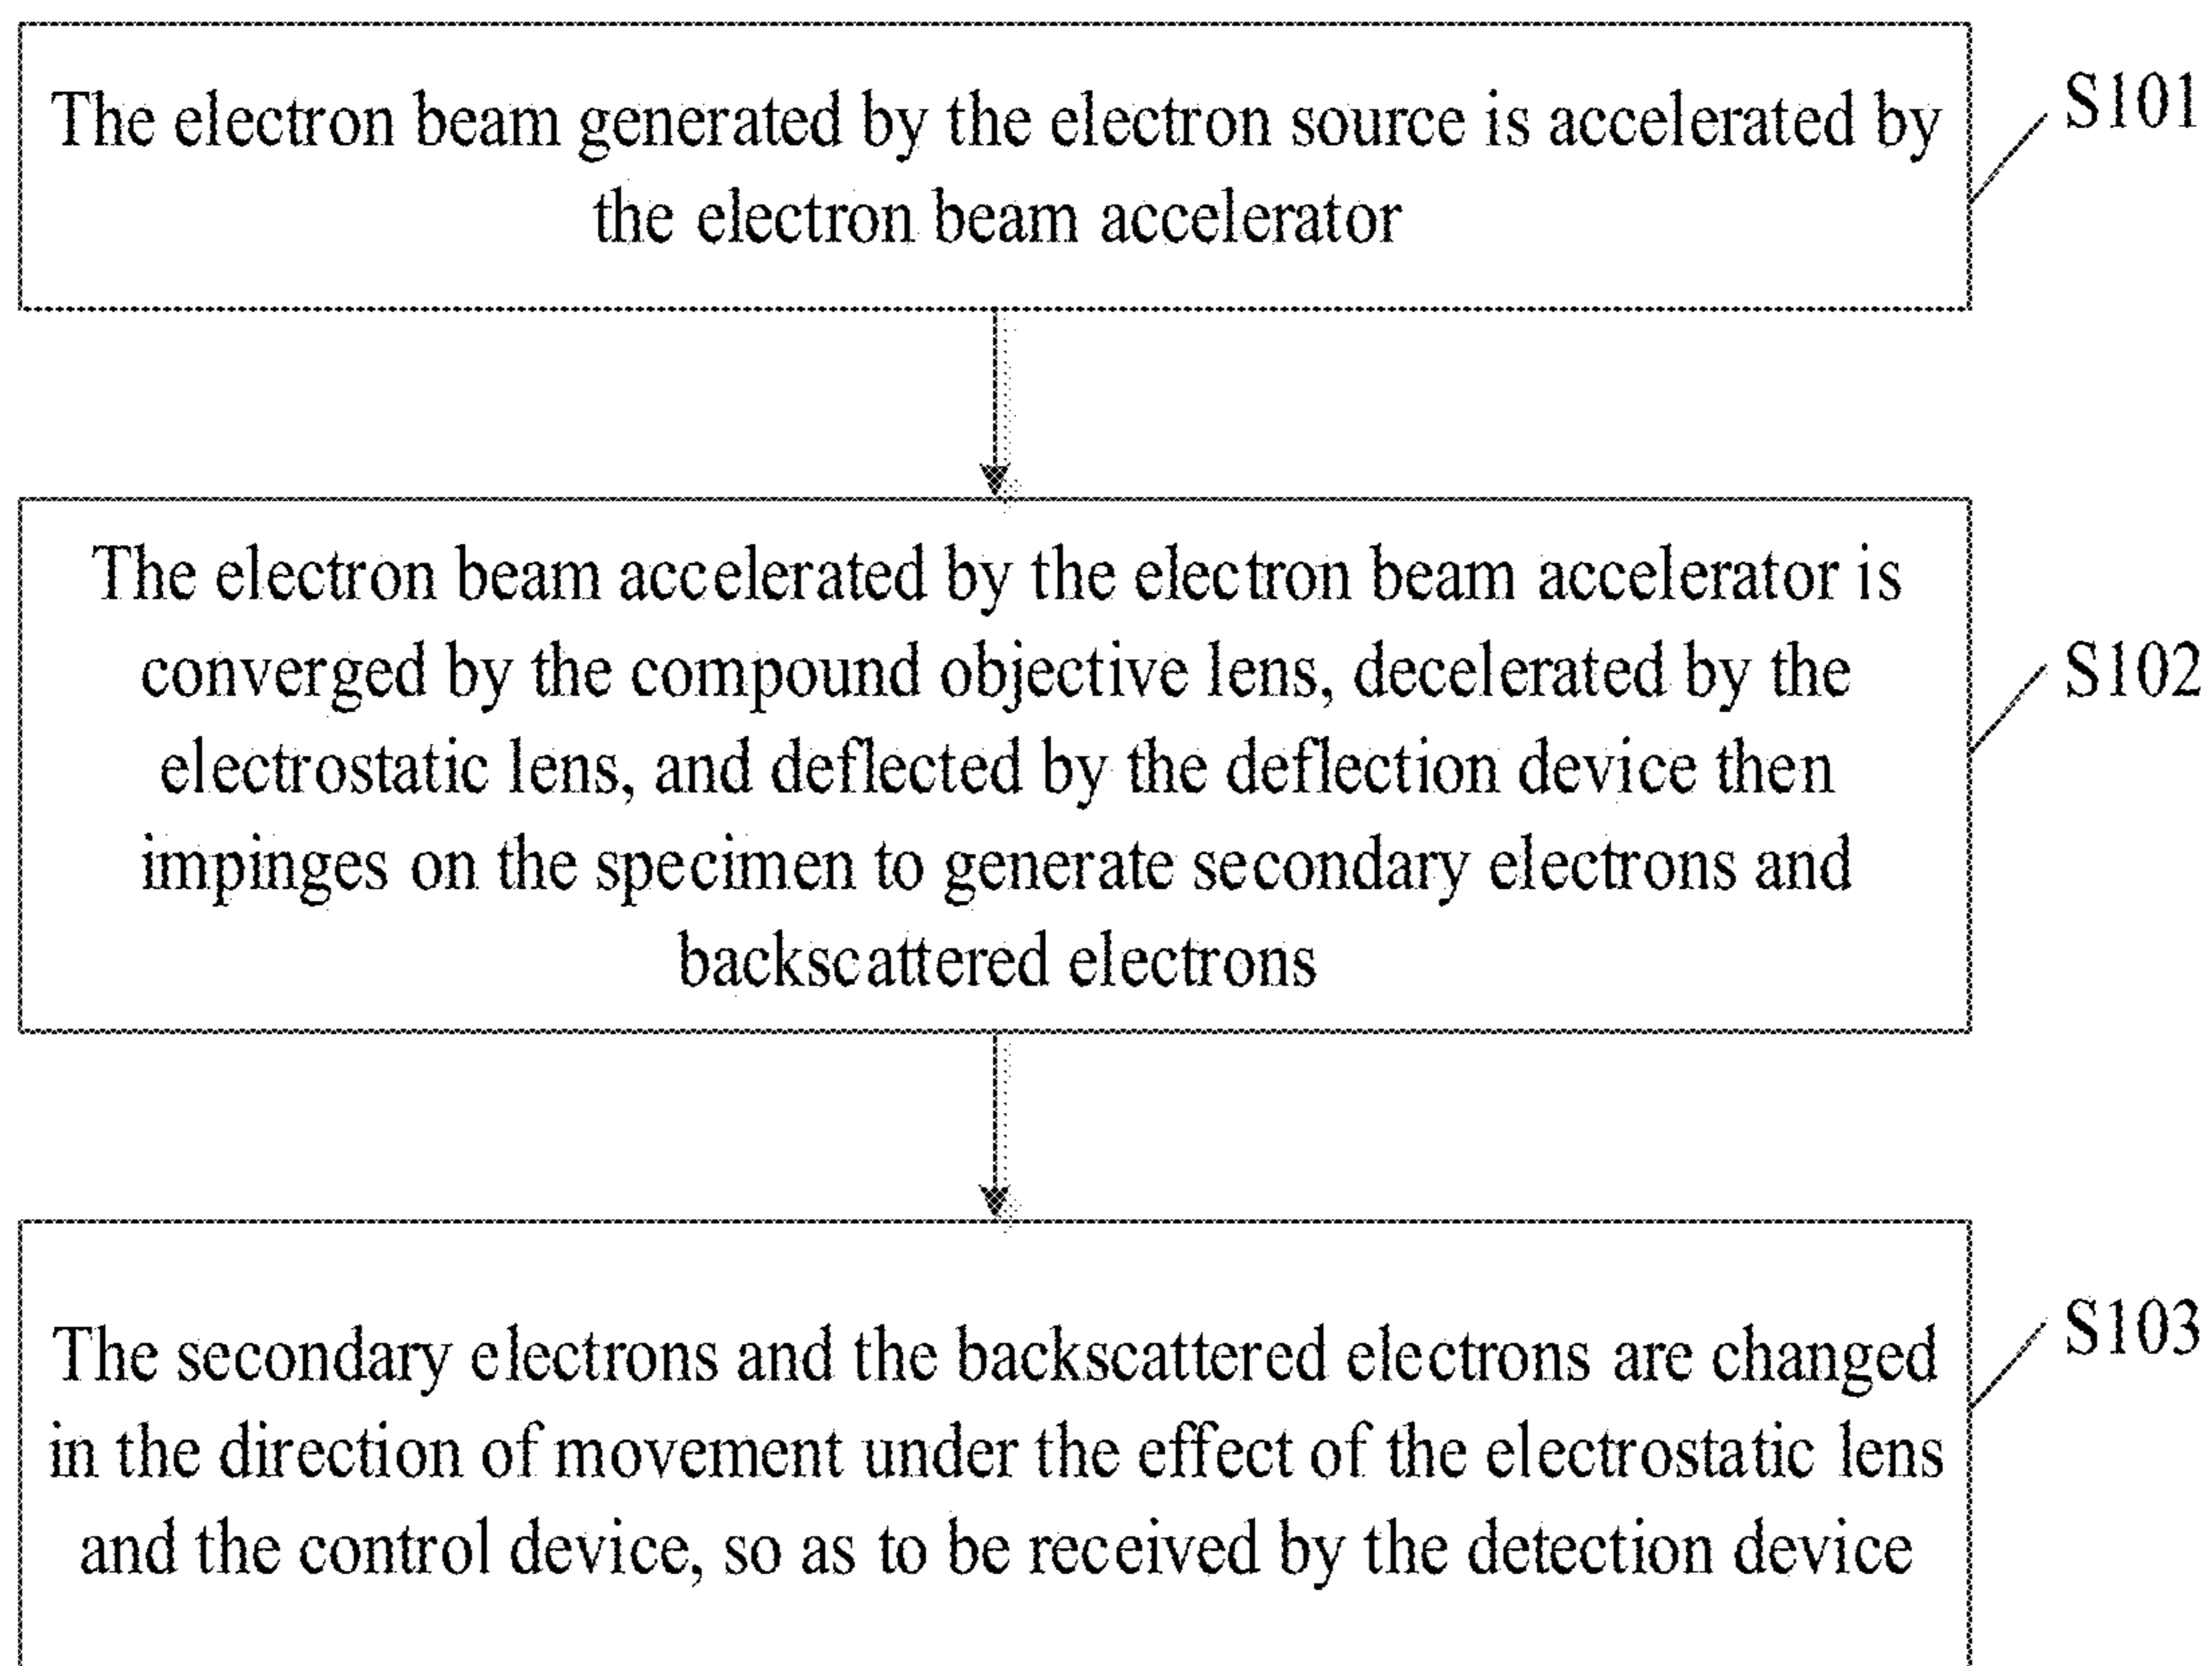 The electron beam generated by the electron source is accelerated by
the electron beam accelerator
S101
The electron beam accelerated by the electron beam accelerator is
converged by the compound objective lens, decelerated by the
electrostatic lens, and deflected by the deflection device then
impinges on the specimen to generate secondary electrons and
backscattered electrons
S102
The secondary electrons and the backscattered electrons are changed
in the direction of movement under the effect of the electrostatic lens
and the control device, so as to be received by the detection device
S103